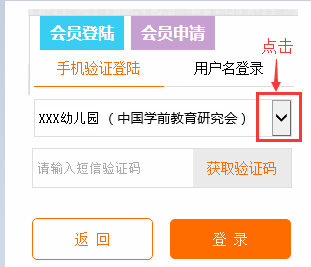 会员登陆 会员申请
点击
手机验证登陆 用户名登录
XXX幼儿园 (中国学前教育研究会)
请输入短信验证码 获取验证码
返 回 登 录